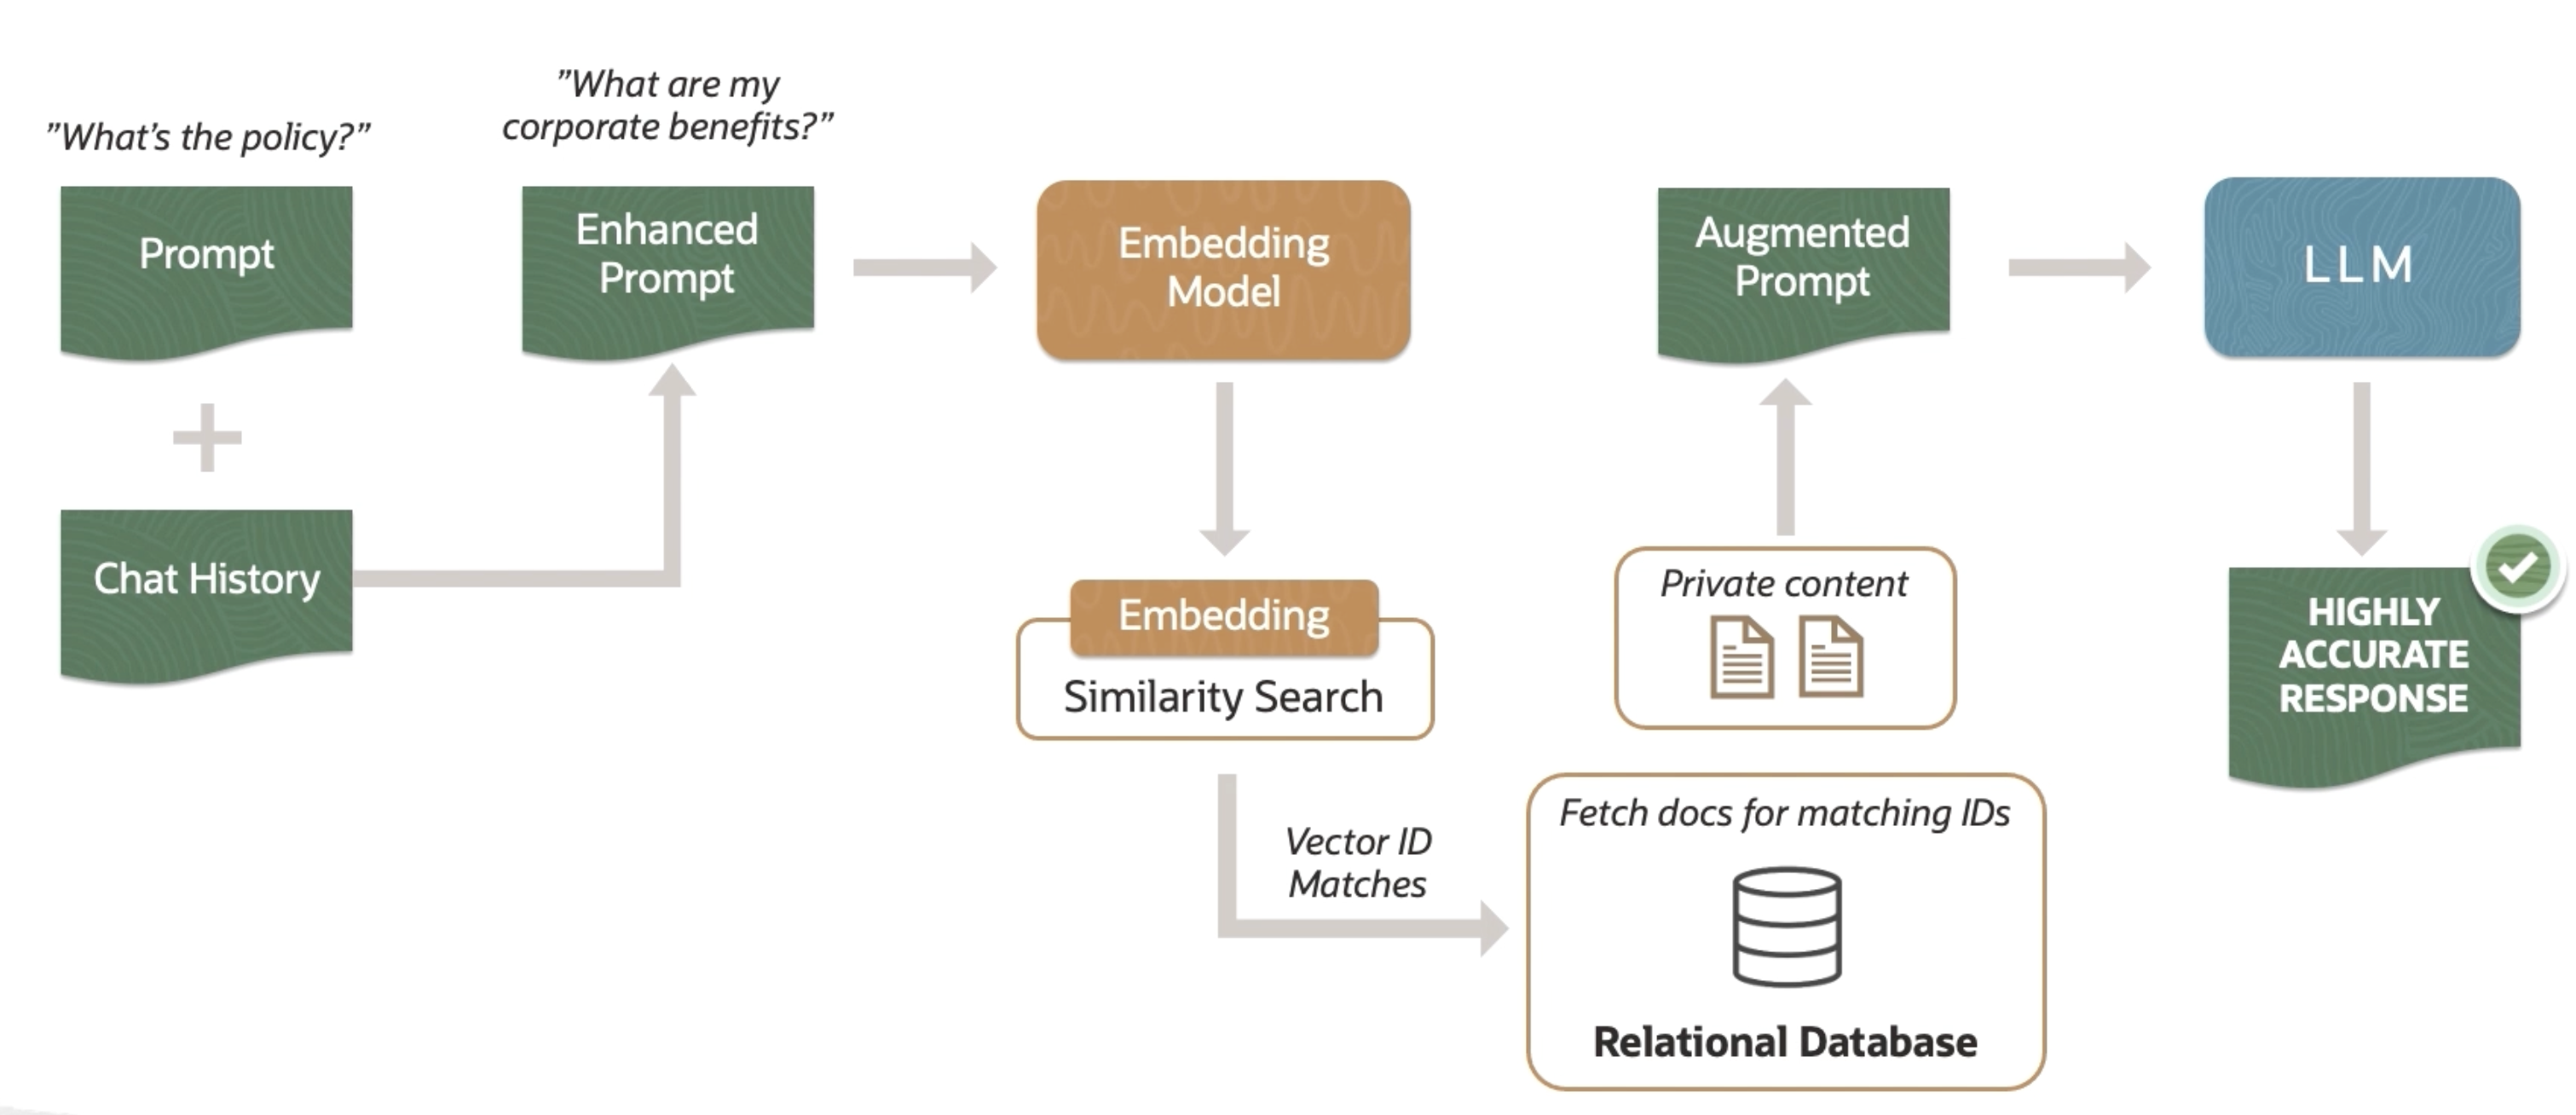 ”What’s the policy?”
Prompt
Chat History
”What are my
corporate benefits?”
Enhanced
Prompt
Embedding
Model
Embedding
Similarity Search
Vector ID
Matches
Fetch docs for matching IDs
Relational Database
Private content
Augmented
Prompt
LLM
HIGHLY
ACCURATE
RESPONSE